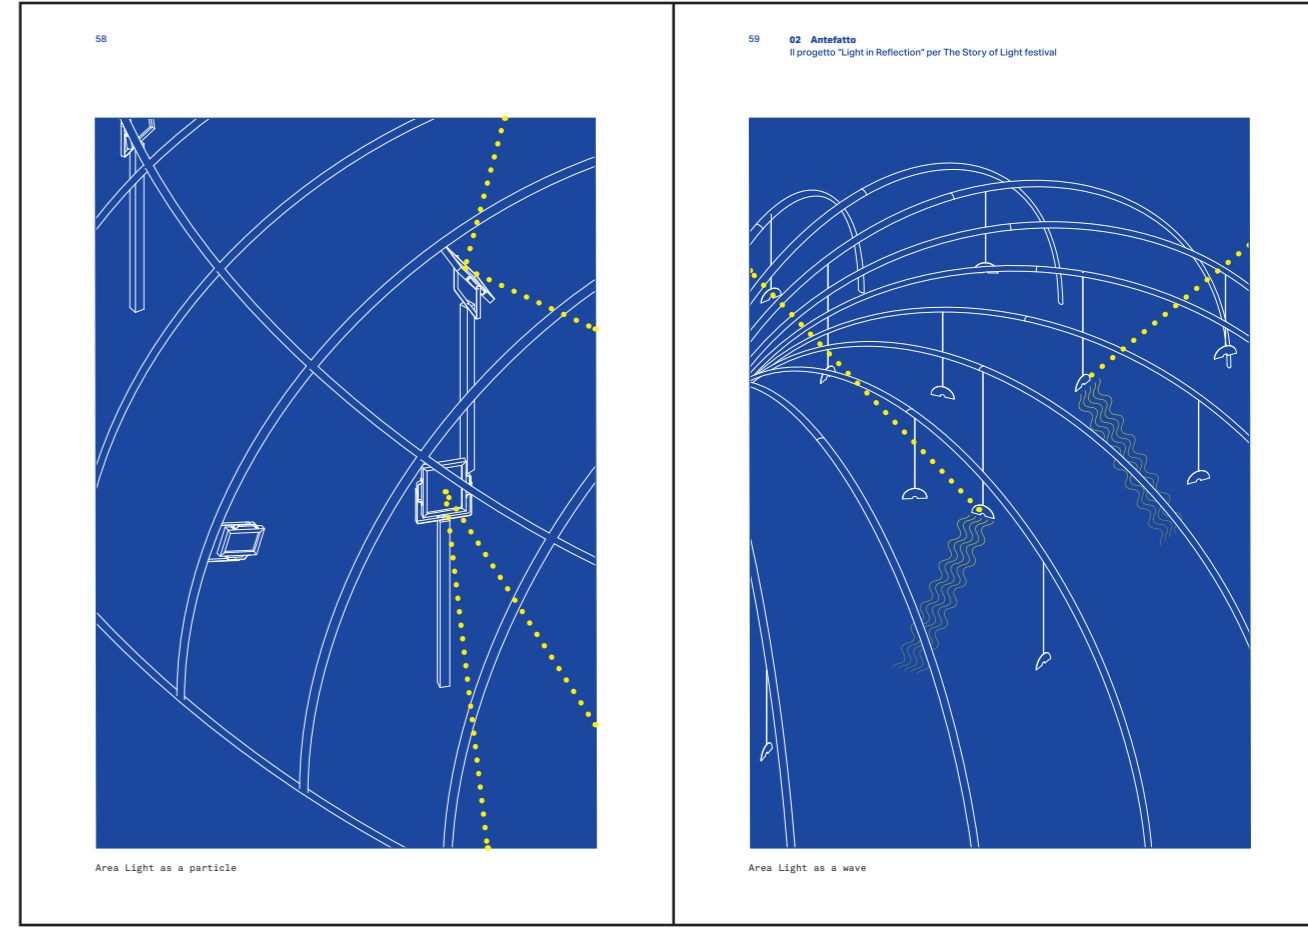 58
59 02 Antefatto
Il progetto "Light in Reflection" per The Story of Light festival
Area Light as a particle
Area Light as a wave